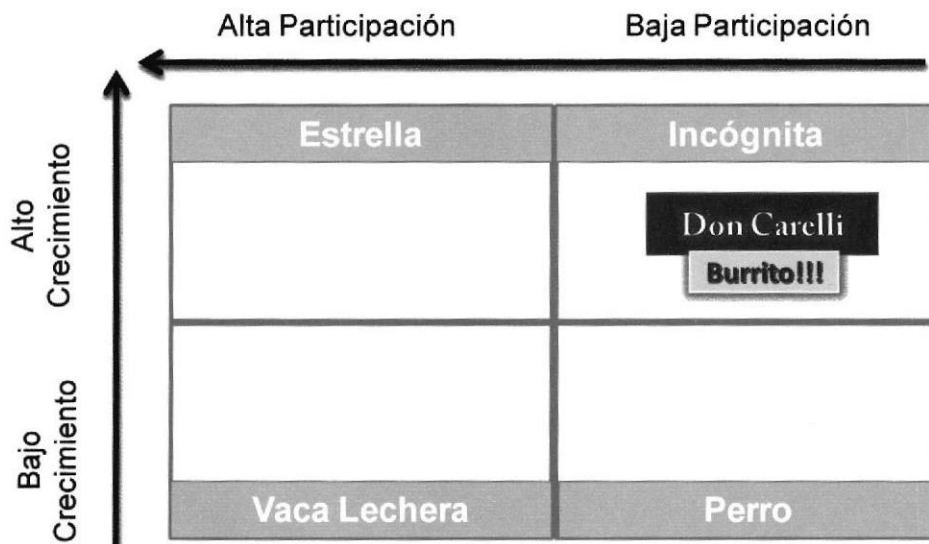 Alta Participación
Baja Participación
Estrella
Incógnita
Alto
Crecimiento
Don Carelli
Burrito!!!
Bajo
Crecimiento
Vaca Lechera
Perro